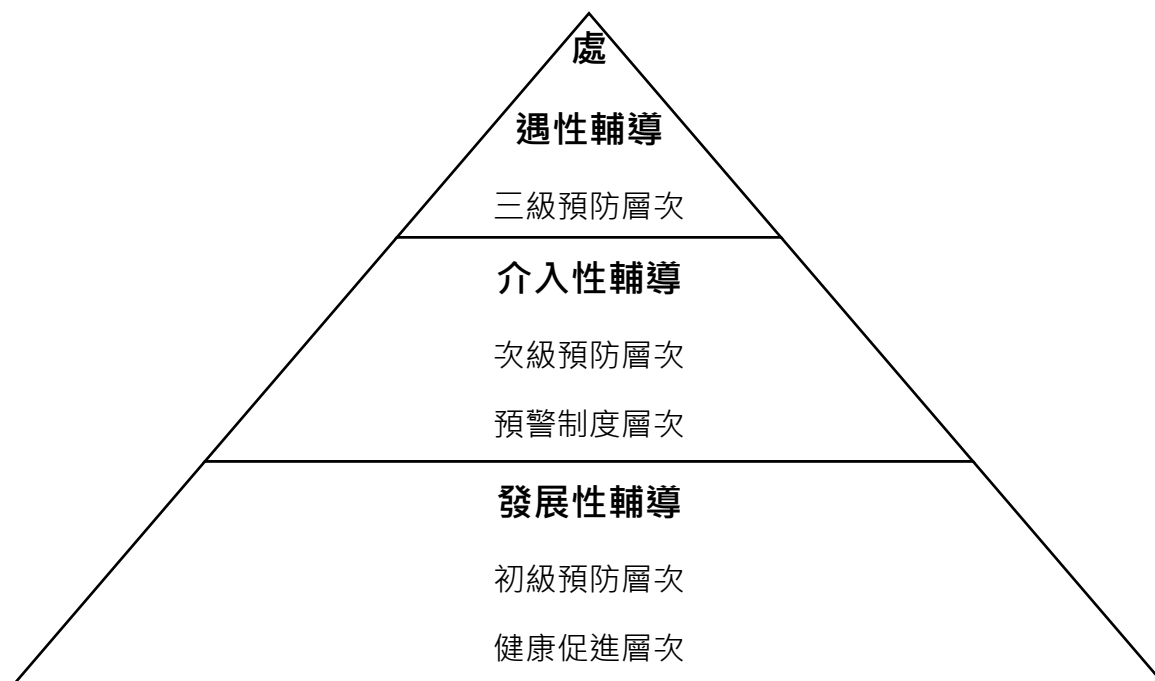 處
遇性輔導
三級預防層次
介入性輔導
次級預防層次
預警制度層次
發展性輔導
初級預防層次
健康促進層次